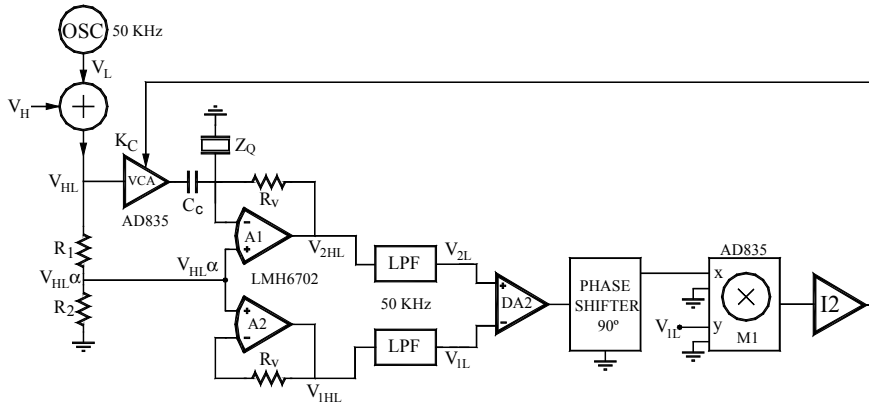 OSC 50 KHz
V_L
V_H
+
K_C
Z_Q
V_HL
VCA
C_c
R_v
AD835
-
A1
+
V_2HL
R_1
V_HLα
V_HLα
LMH6702
R_2
LPF
V_2L
50 KHz
+
A2
-
R_v
V_1HL
LPF
V_1L
+
DA2
-
PHASE
SHIFTER
90º
AD835
x
V_1L
y
M1
I2